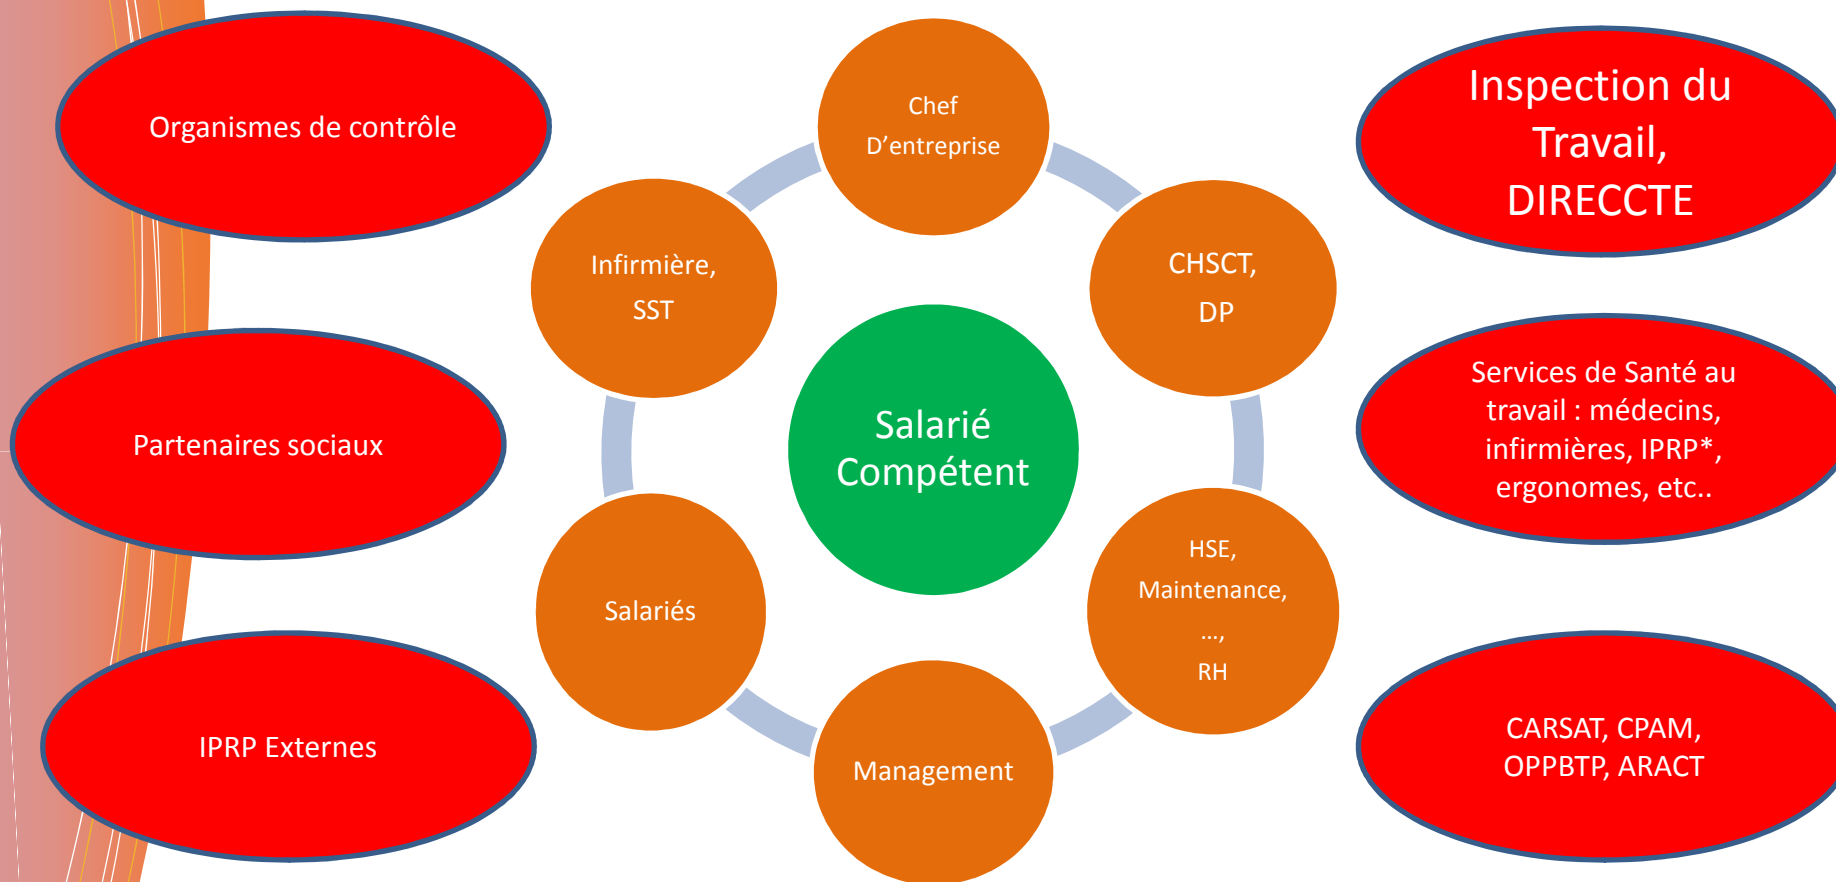 Organismes de contrôle
Chef
D’entreprise
Inspection du
Travail,
DIRECCTE
Infirmière,
SST
CHSCT,
DP
Partenaires sociaux
Salarié
Compétent
Services de Santé au
travail : médecins,
infirmières, IPRP*,
ergonomes, etc..
Salariés
HSE,
Maintenance,
…,
RH
IPRP Externes
Management
CARSAT, CPAM,
OPPBTP, ARACT